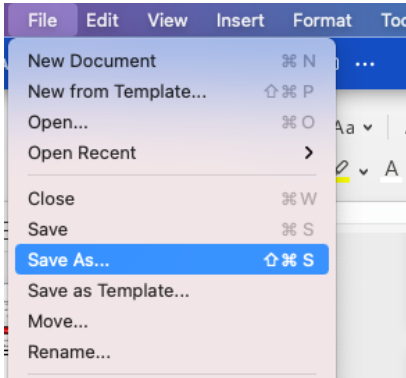 File Edit View Insert Format
New Document ⌘ N
New from Template... ⇧ ⌘ P
Open... ⌘ O
Aa
Open Recent >
A
Close ⌘ W
Save ⌘ S
Save As... ⇧ ⌘ S
Save as Template...
Move...
Rename...